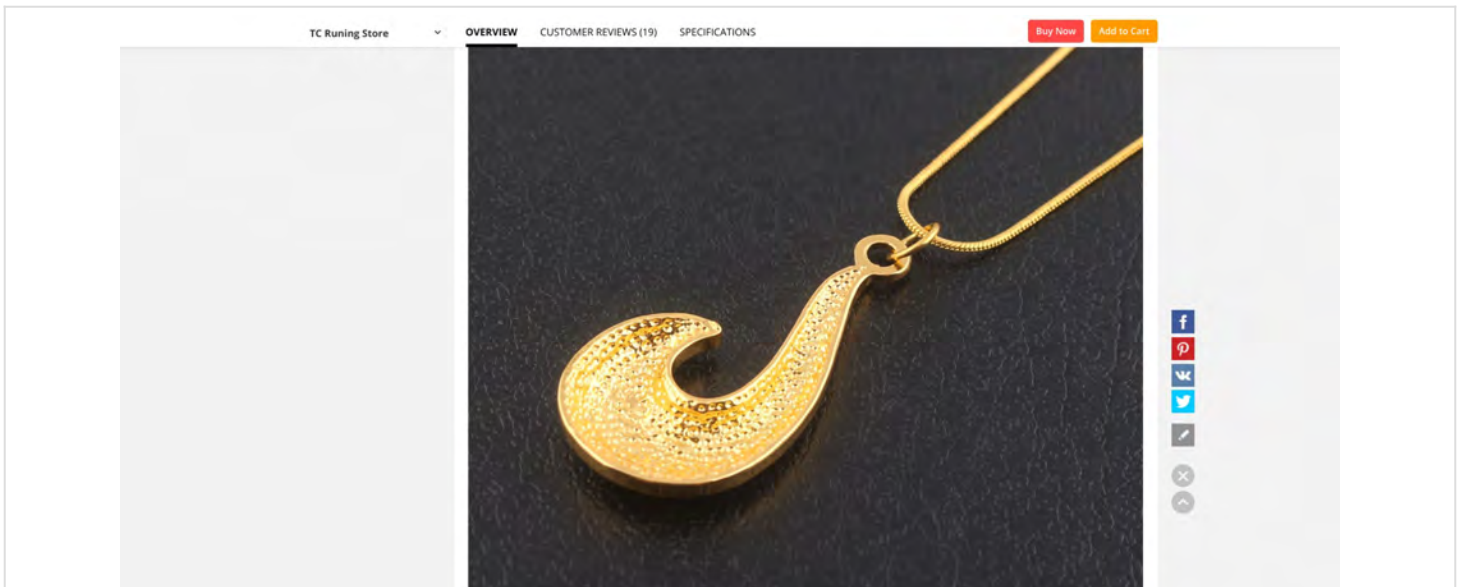 TC Runing Store
OVERVIEW
CUSTOMER REVIEWS (19)
SPECIFICATIONS
Buy Now
Add to Cart